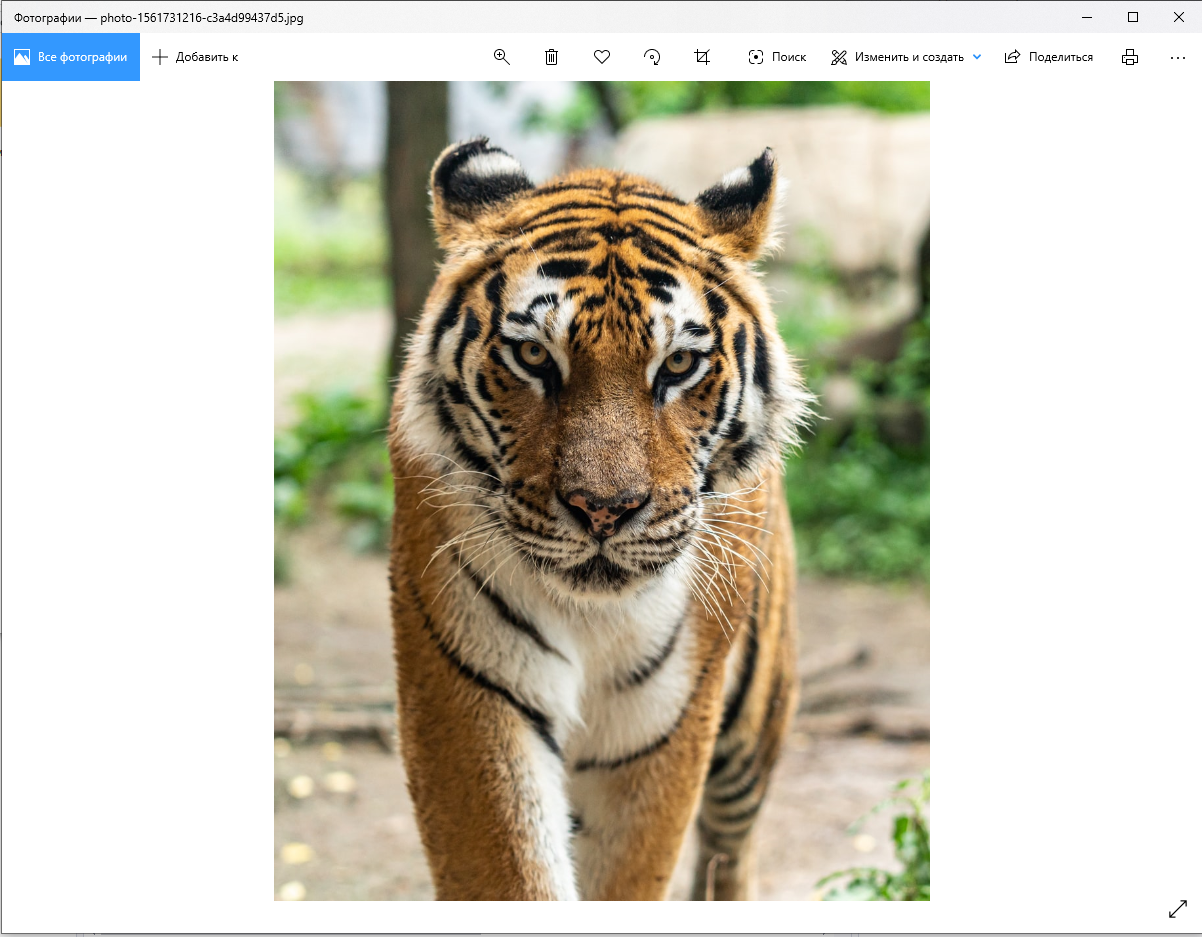 Фотографии — photo-1561731216-c3a4d99437d5.jpg
Все фотографии
Добавить к
Поиск
Изменить и создать
Поделиться